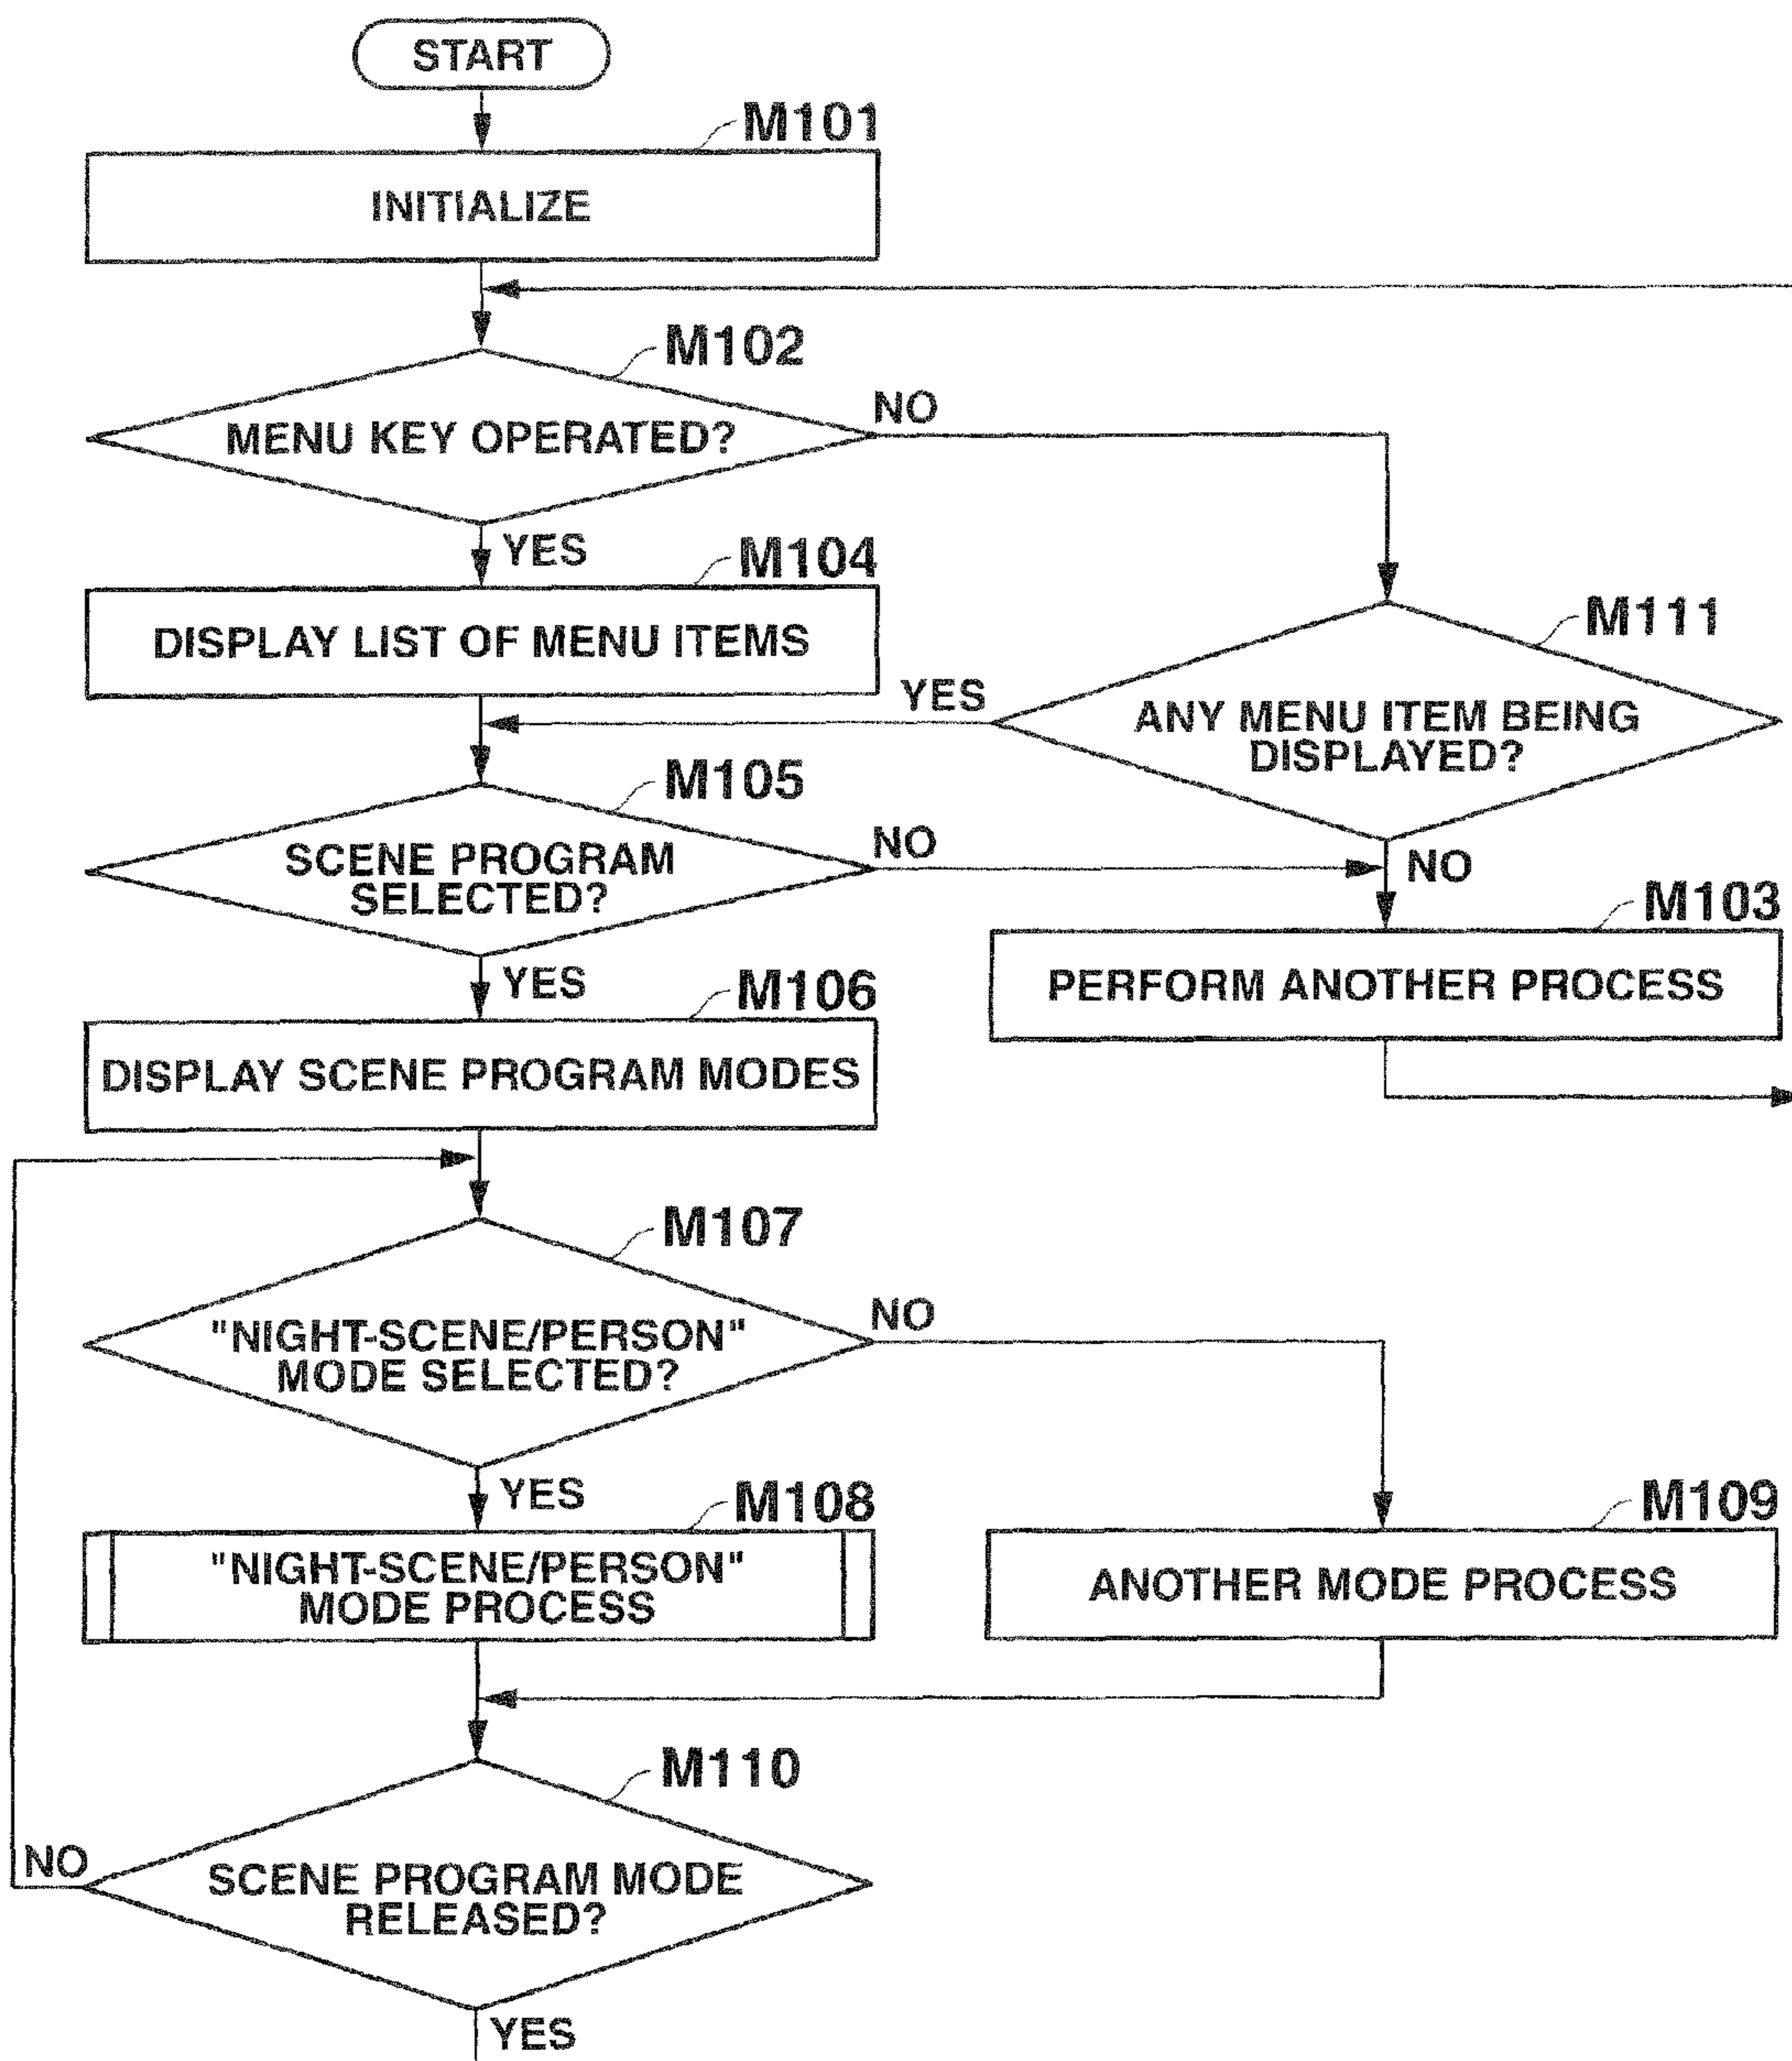 START
M101
INITIALIZE
M102
MENU KEY OPERATED?
NO
YES
M104
DISPLAY LIST OF MENU ITEMS
M111
ANY MENU ITEM BEING
DISPLAYED?
YES
NO
M105
SCENE PROGRAM
SELECTED?
NO
YES
M103
PERFORM ANOTHER PROCESS
M106
DISPLAY SCENE PROGRAM MODES
M107
"NIGHT-SCENE/PERSON"
MODE SELECTED?
NO
YES
M108
"NIGHT-SCENE/PERSON"
MODE PROCESS
M109
ANOTHER MODE PROCESS
M110
SCENE PROGRAM MODE
RELEASED?
NO
YES